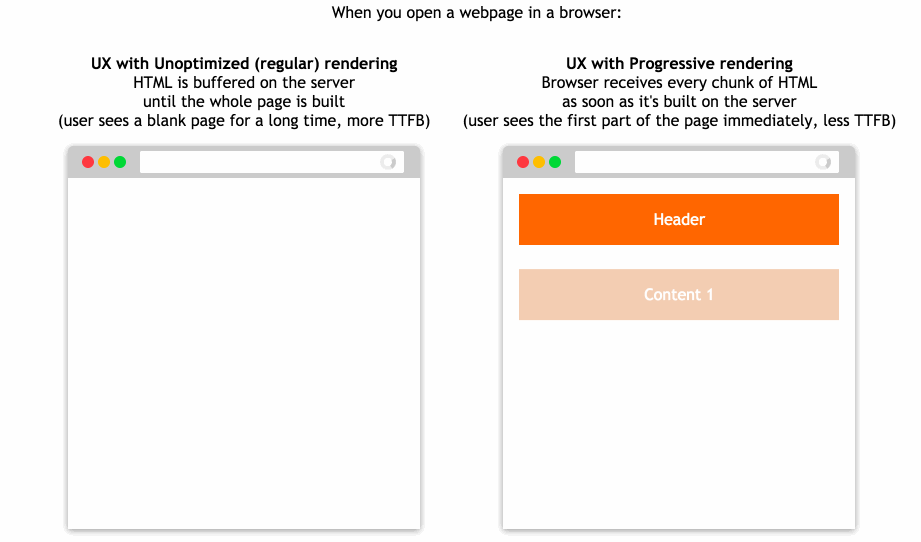 When you open a webpage in a browser:
UX with Unoptimized (regular) rendering
HTML is buffered on the server
until the whole page is built
(user sees a blank page for a long time, more TTFB)
UX with Progressive rendering
Browser receives every chunk of HTML
as soon as it's built on the server
(user sees the first part of the page immediately, less TTFB)
Header
Content 1